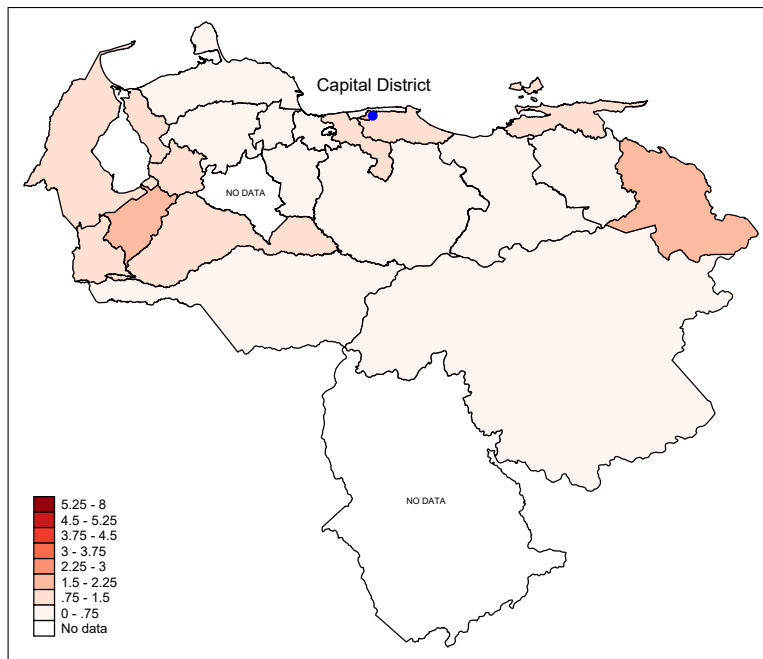 Capital District
NO DATA
NO DATA
5.25 - 8
4.5 - 5.25
3.75 - 4.5
3 - 3.75
2.25 - 3
1.5 - 2.25
.75 - 1.5
0 - .75
No data